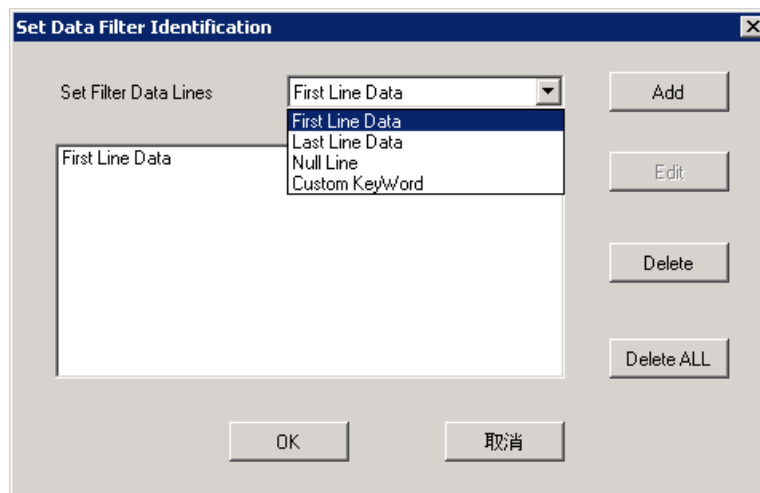 Set Data Filter Identification
Set Filter Data Lines
First Line Data
Add
First Line Data
Last Line Data
Null Line
Custom KeyWord
First Line Data
Edit
Delete
Delete ALL
OK
取消